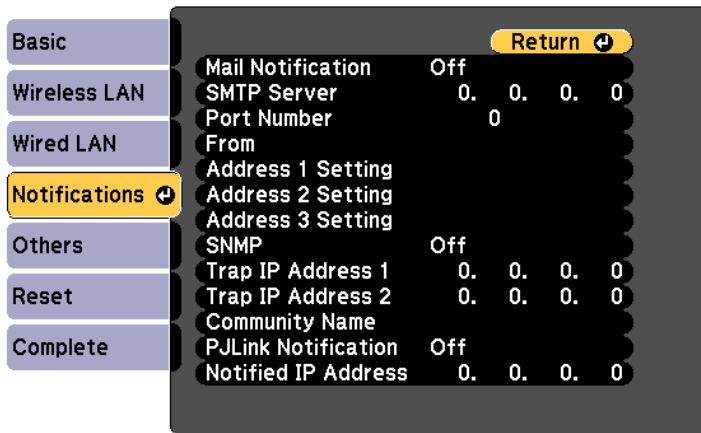 Basic
Wireless LAN
Wired LAN
Notifications
Others
Reset
Complete
Return
Mail Notification Off
SMTP Server 0. 0. 0. 0
Port Number 0
From
Address 1 Setting
Address 2 Setting
Address 3 Setting
SNMP Off
Trap IP Address 1 0. 0. 0. 0
Trap IP Address 2 0. 0. 0. 0
Community Name
PJLink Notification Off
Notified IP Address 0. 0. 0. 0